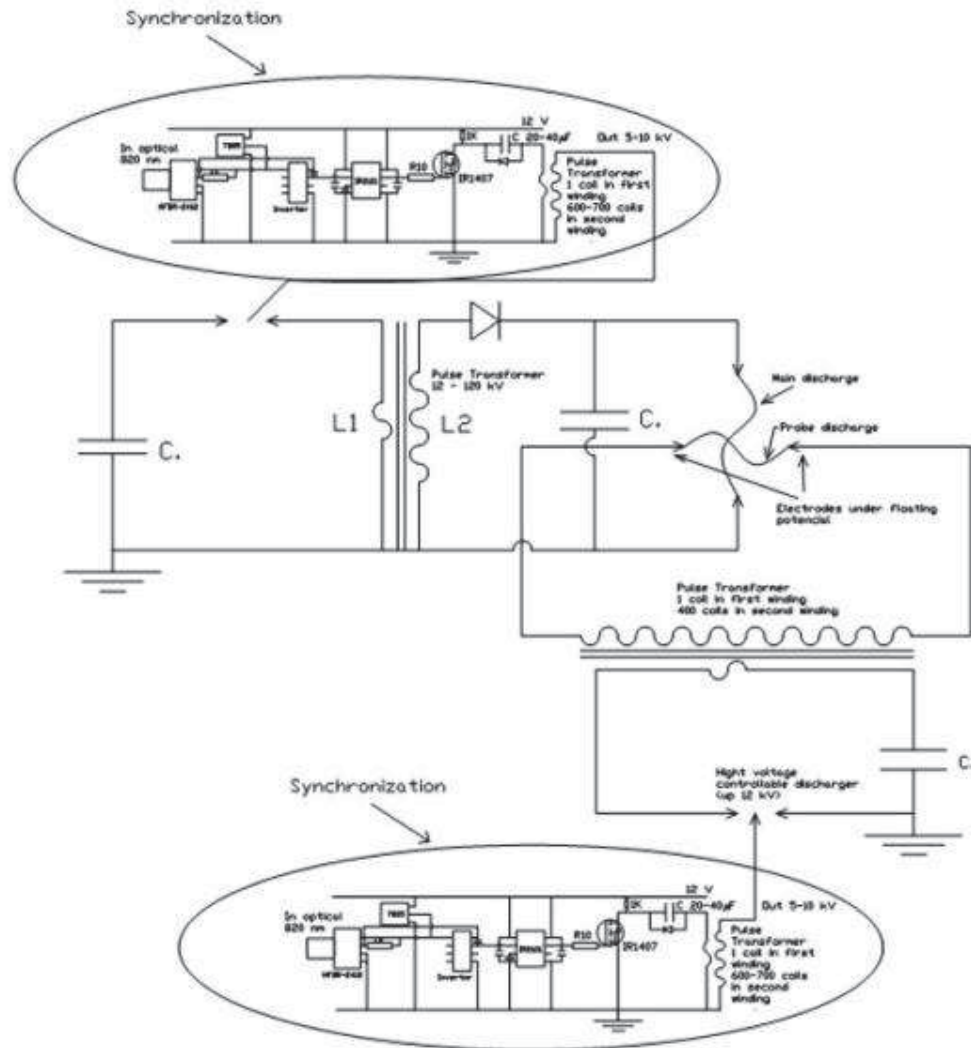 Synchronization
12 V
1K
C 20-40µF
Out 5-10 kV
In optical
820 nm
7805
R10
IR1407
Inverter
Pulse
Transformer
1 coil in first
winding
600-700 coils
in second
winding
Pulse Transformer
12 - 120 kV
L1
L2
C.
C.
Main discharge
Probe discharge
Electrodes under floating
potencial
Pulse Transformer
1 coil in first winding
400 coils in second winding
C.
Hight voltage
controllable discharger
(up 12 kV)
Synchronization
12 V
1K
C 20-40µF
Out 5-10 kV
In optical
820 nm
7805
R10
IR1407
Inverter
Pulse
Transformer
1 coil in first
winding
600-700 coils
in second
winding